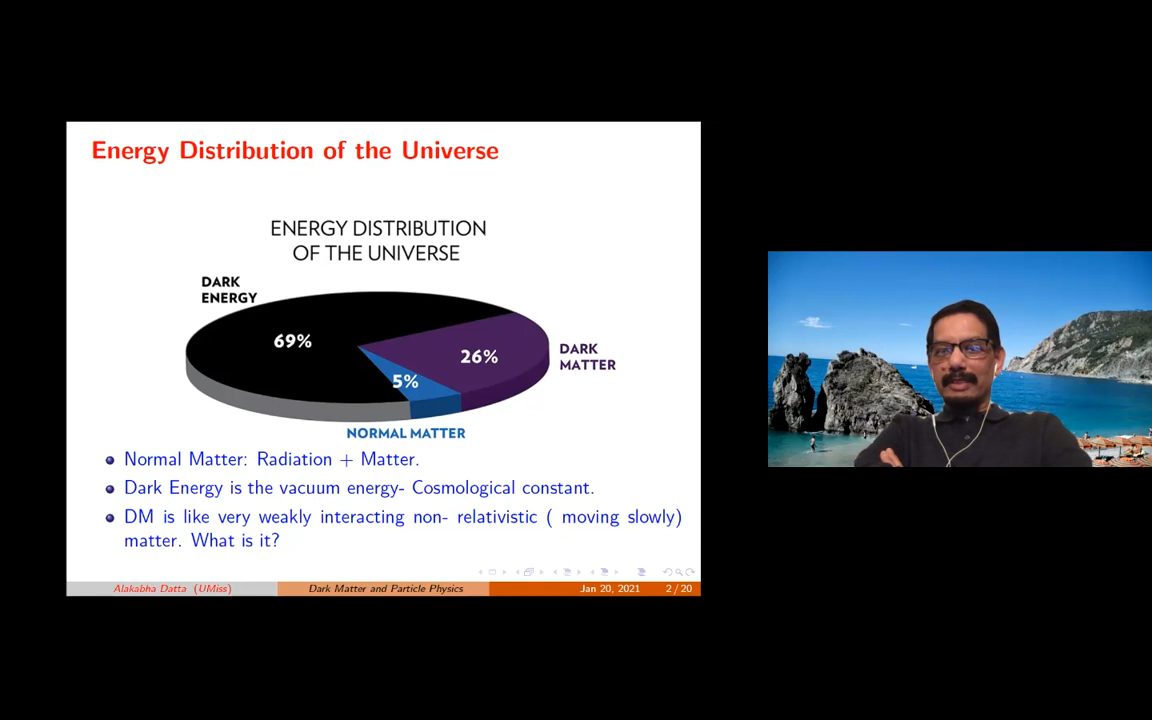 Energy Distribution of the Universe
ENERGY DISTRIBUTION
OF THE UNIVERSE
DARK
ENERGY
69%
26%
DARK
MATTER
5%
NORMAL MATTER
Normal Matter: Radiation + Matter.
Dark Energy is the vacuum energy- Cosmological constant.
DM is like very weakly interacting non- relativistic ( moving slowly)
matter. What is it?
Alakabha Datta (UMiss) Dark Matter and Particle Physics Jan 20, 2021 2 / 20